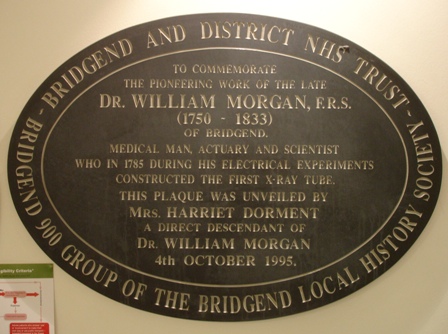 BRIDGEND AND DISTRICT NHS TRUST -
TO COMMEMORATE
THE PIONEERING WORK OF THE LATE
DR. WILLIAM MORGAN, F.R.S.
(1750 - 1833)
OF BRIDGEND.
MEDICAL MAN, ACTUARY AND SCIENTIST
WHO IN 1785 DURING HIS ELECTRICAL EXPERIMENTS
CONSTRUCTED THE FIRST X-RAY TUBE.
THIS PLAQUE WAS UNVEILED BY
MRS. HARRIET DORMENT
A DIRECT DESCENDANT OF
DR. WILLIAM MORGAN
4th OCTOBER 1995.
BRIDGEND 900 GROUP OF THE BRIDGEND LOCAL HISTORY SOCIETY -